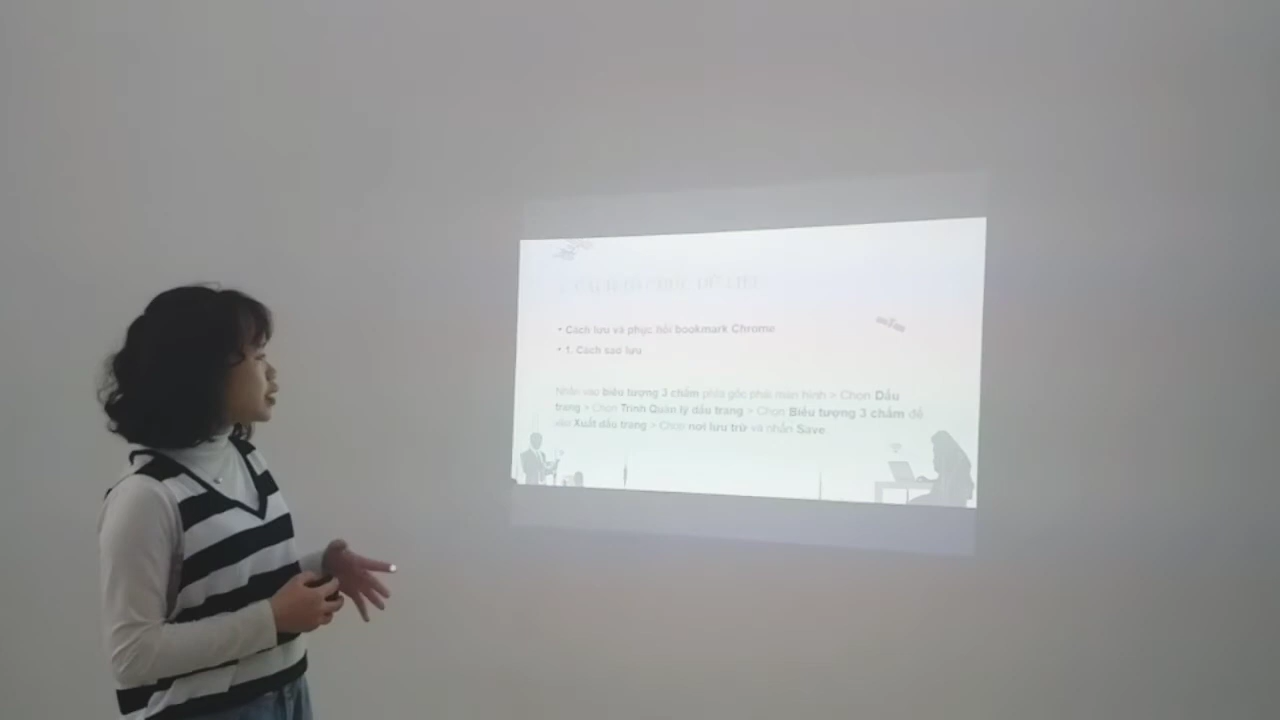 • Cách lưu và phục hồi bookmark Chrome
• 1. Cách sao lưu
Nhấn vào biểu tượng 3 chấm phía góc phải màn hình > Chọn Dấu
trang > Chọn Trình Quản lý dấu trang > Chọn Biểu tượng 3 chấm để
Xuất dấu trang > Chọn nơi lưu trữ và nhấn Save